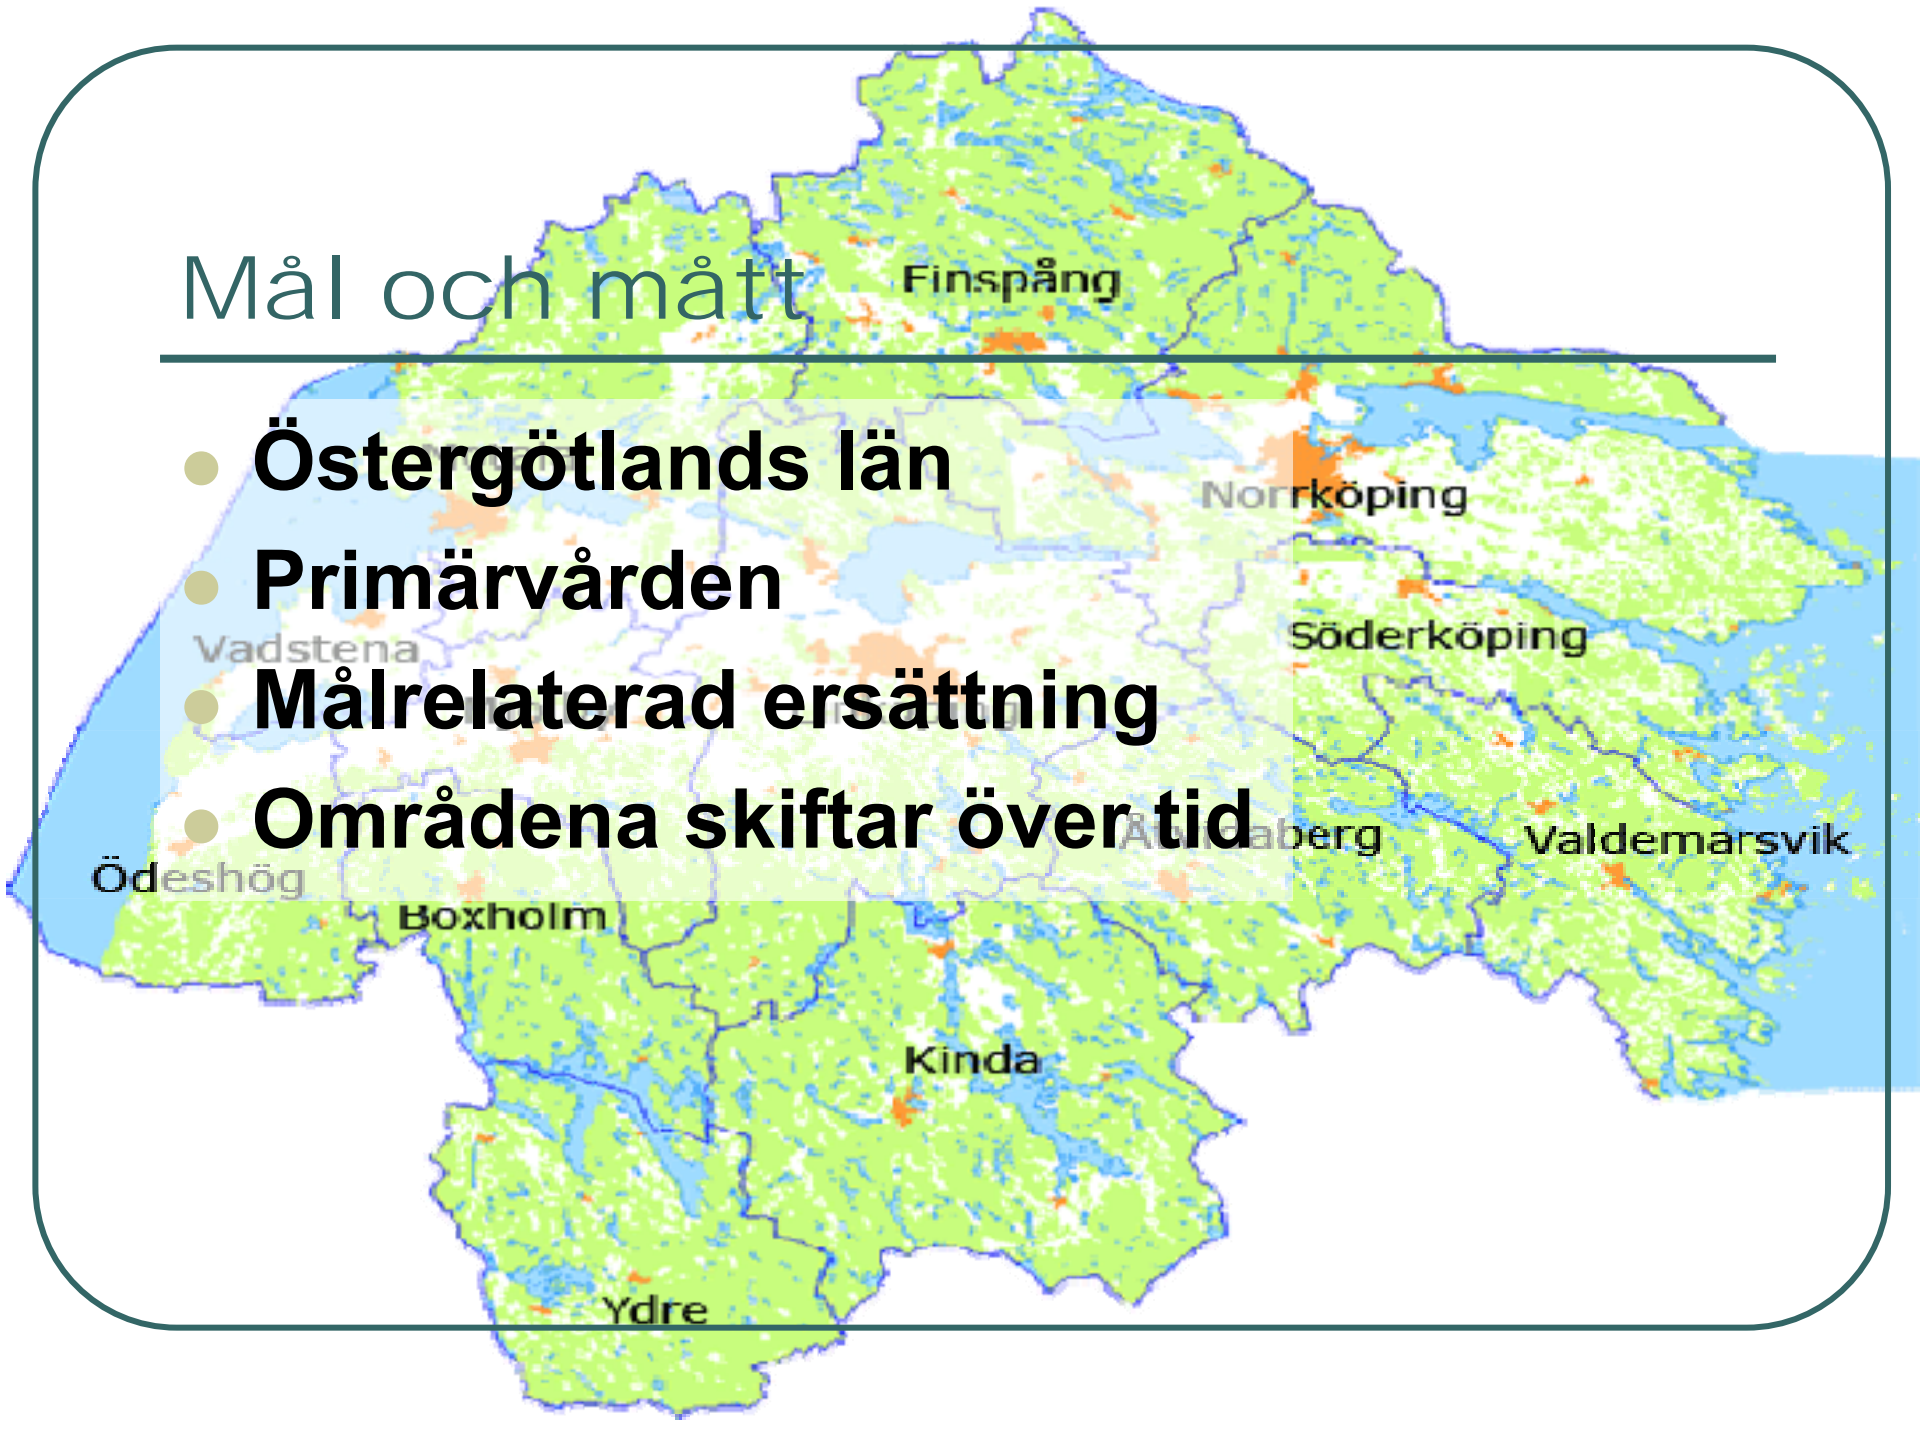 Mål och mått
Finspång
Östergötlands län
Norrköping
Primärvården
Söderköping
Vadstena
Målrelaterad ersättning
Områdena skiftar över tid
Valdemarsvik
Ödeshög
Boxholm
Kinda
Ydre